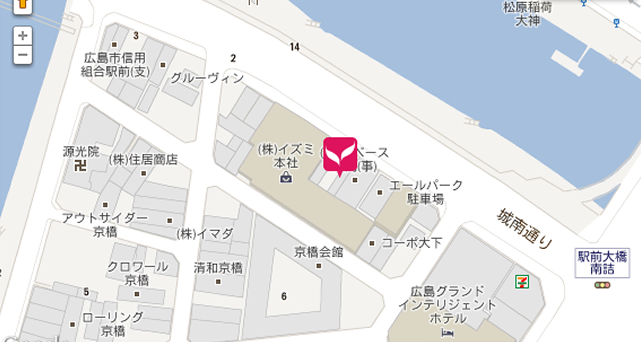 松原稲荷
大神
3
14
2
広島市信用
組合駅前(支)
グルーヴィン
源光院
(株)住居商店
(株)イズミ
本社
ベース
(事)
エールパーク
駐車場
城南通り
アウトサイダー
京橋
(株)イマダ
京橋会館
コーポ大下
駅前大橋
南詰
クロワール
京橋
清和京橋
5
6
広島グランド
インテリジェント
ホテル
ローリング
京橋